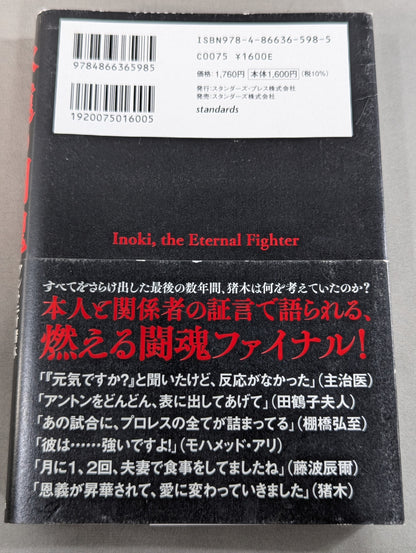 ISBN978-4-86636-598-5
C0075 ¥1600E
価格：1,760円 本体1,600円（税10%）
発行：スタンダーズ・プレス株式会社
発売：スタンダーズ株式会社
standards
9784866365985
1920075016005
Inoki, the Eternal Fighter
すべてをさらけ出した最後の数年間、猪木は何を考えていたのか？
本人と関係者の証言で語られる、
燃える闘魂ファイナル！
「『元気ですか？』と聞いたけど、反応がなかった」（主治医）
「アントンをどんどん、表に出してあげて」（田鶴子夫人）
「あの試合に、プロレスの全てが詰まってる」（棚橋弘至）
「彼は……強いですよ！」（モハメッド・アリ）
「月に1、2回、夫妻で食事をしてましたね」（藤波辰爾）
「恩義が昇華されて、愛に変わっていきました」（猪木）